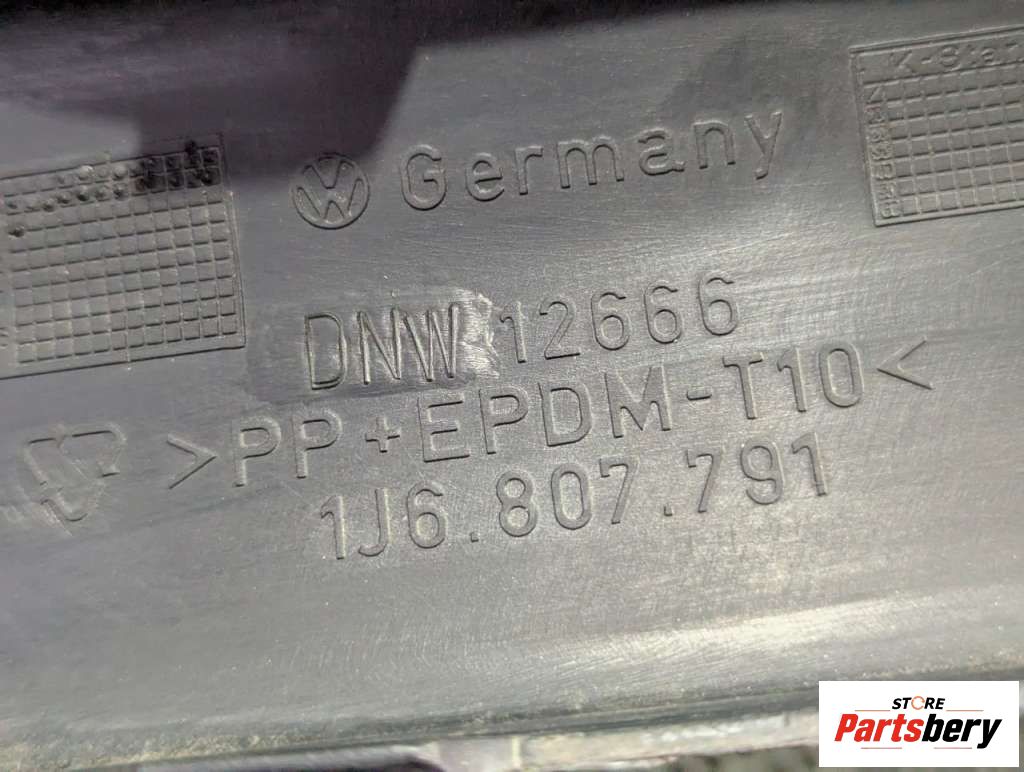 Germany
DNW 12666
>PP+EPDM-T10<
1J6.807.791
STORE
Partsbery